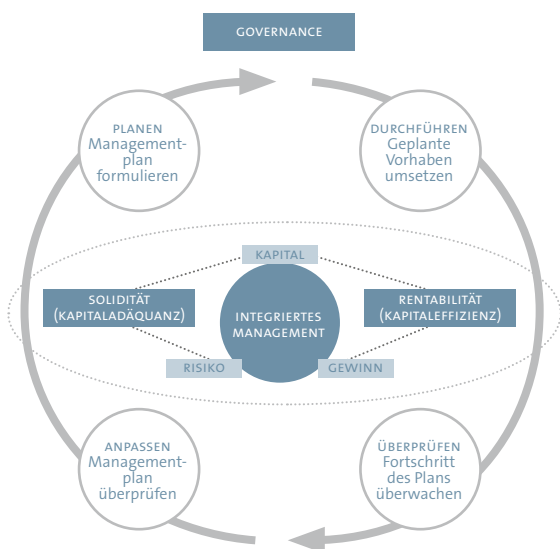 GOVERNANCE
PLANEN
Management-
plan
formulieren
DURCHFÜHREN
Geplante
Vorhaben
umsetzen
KAPITAL
SOLIDITÄT
(KAPITALADÄQUANZ)
INTEGRIERTES
MANAGEMENT
RENTABILITÄT
(KAPITALEFFIZIENZ)
RISIKO
GEWINN
ANPASSEN
Management-
plan
überprüfen
ÜBERPRÜFEN
Fortschritt
des Plans
überwachen